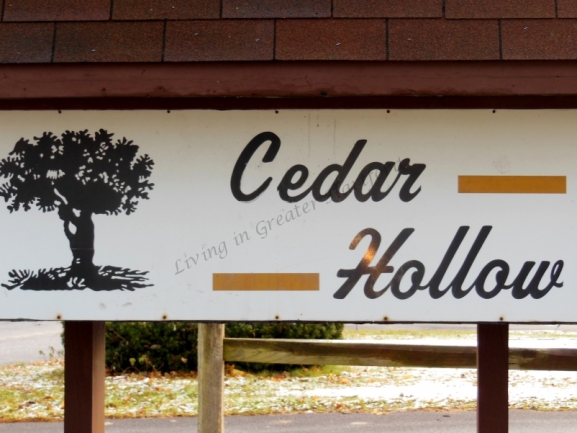 Cedar
Hollow
Living in Greater